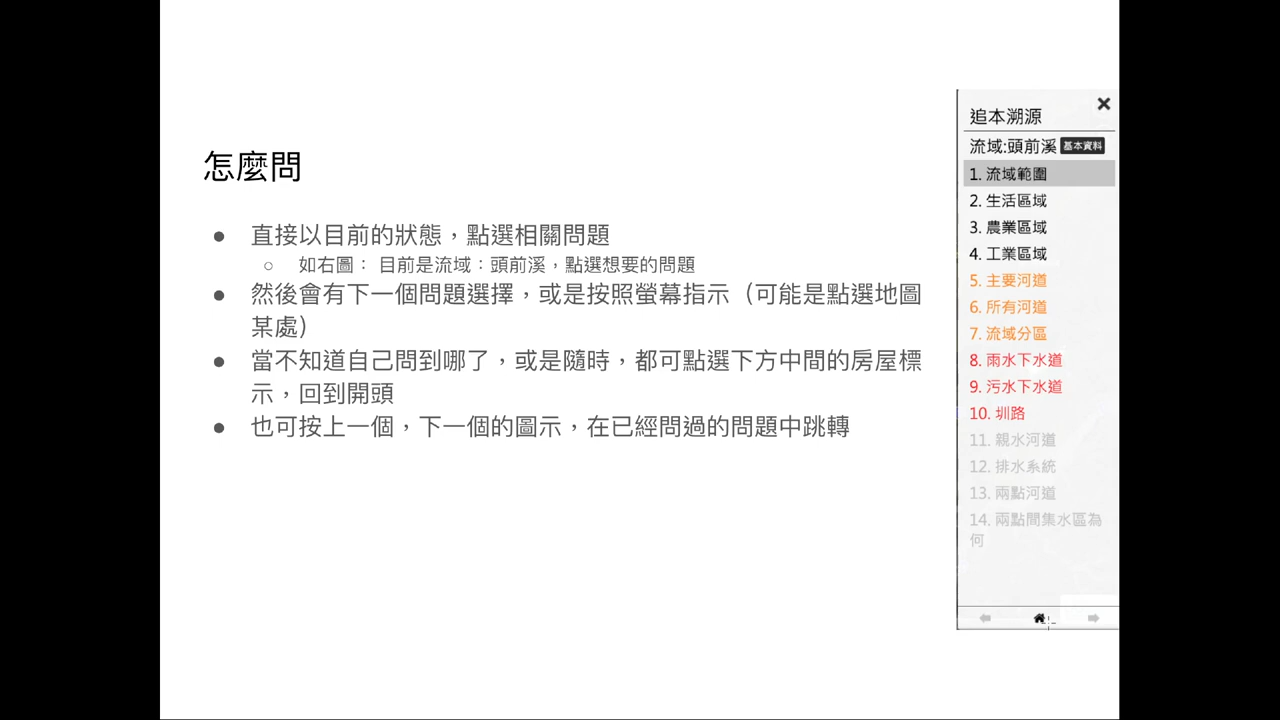 怎麼問
● 直接以目前的狀態，點選相關問題
○ 如右圖： 目前是流域：頭前溪，點選想要的問題
● 然後會有下一個問題選擇，或是按照螢幕指示（可能是點選地圖
某處）
● 當不知道自己問到哪了，或是隨時，都可點選下方中間的房屋標
示，回到開頭
● 也可按上一個，下一個的圖示，在已經問過的問題中跳轉
追本溯源
流域:頭前溪 基本資料
1. 流域範圍
2. 生活區域
3. 農業區域
4. 工業區域
5. 主要河道
6. 所有河道
7. 流域分區
8. 雨水下水道
9. 污水下水道
10. 圳路
11. 親水河道
12. 排水系統
13. 兩點河道
14. 兩點間集水區為
何